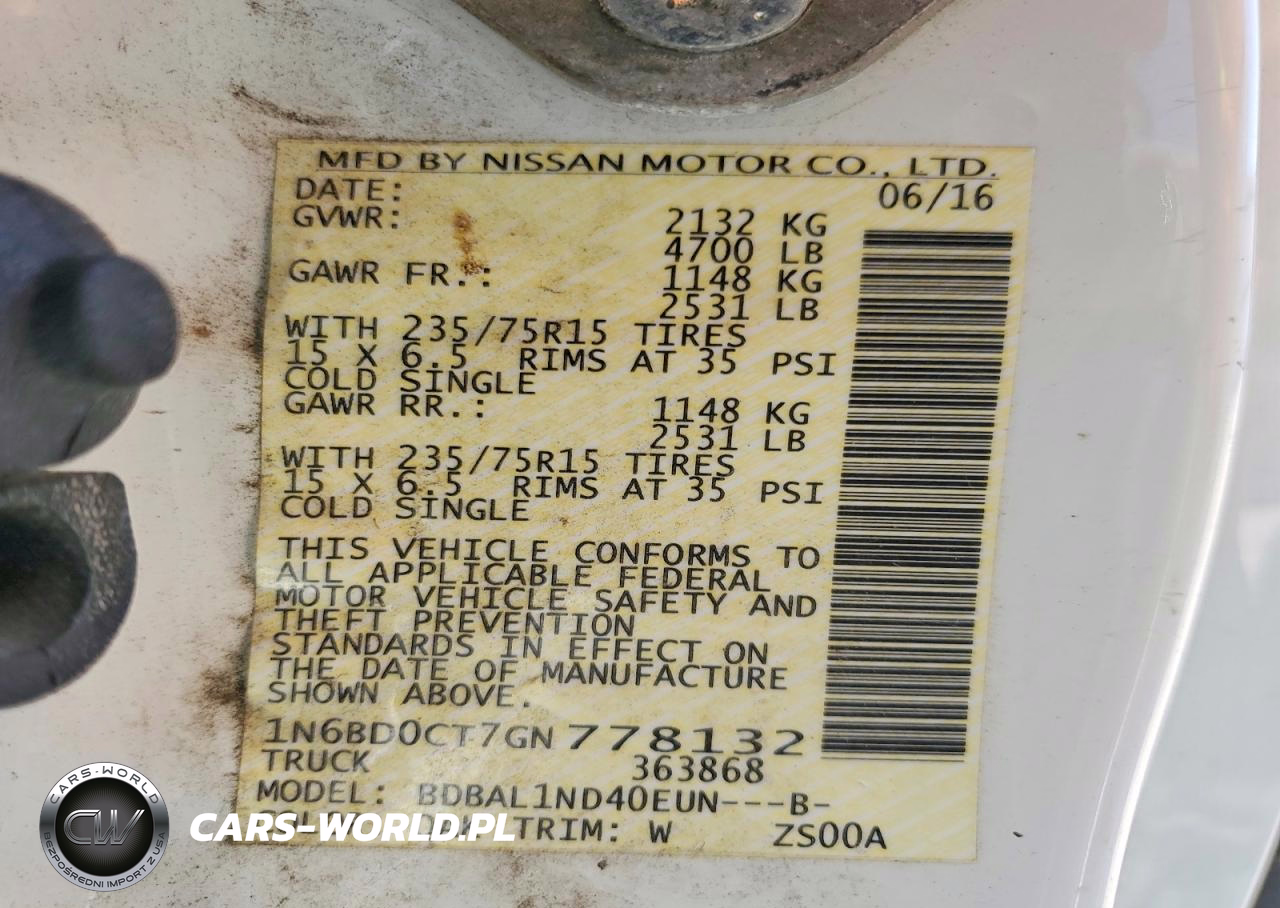 MFD BY NISSAN MOTOR CO., LTD.
DATE: 06/16
GVWR: 2132 KG
4700 LB
GAWR FR.: 1148 KG
2531 LB
WITH 235/75R15 TIRES
15 X 6.5 RIMS AT 35 PSI
COLD SINGLE
GAWR RR.: 1148 KG
2531 LB
WITH 235/75R15 TIRES
15 X 6.5 RIMS AT 35 PSI
COLD SINGLE
THIS VEHICLE CONFORMS TO
ALL APPLICABLE FEDERAL
MOTOR VEHICLE SAFETY AND
THEFT PREVENTION
STANDARDS IN EFFECT ON
THE DATE OF MANUFACTURE
SHOWN ABOVE.
1N6BD0CT7GN778132
TRUCK 363868
MODEL: BDBAL1ND40EUN---B-
TRIM: W ZS00A
CARS-WORLD
CW
BEZPOŚREDNI IMPORT Z USA
CARS-WORLD.PL